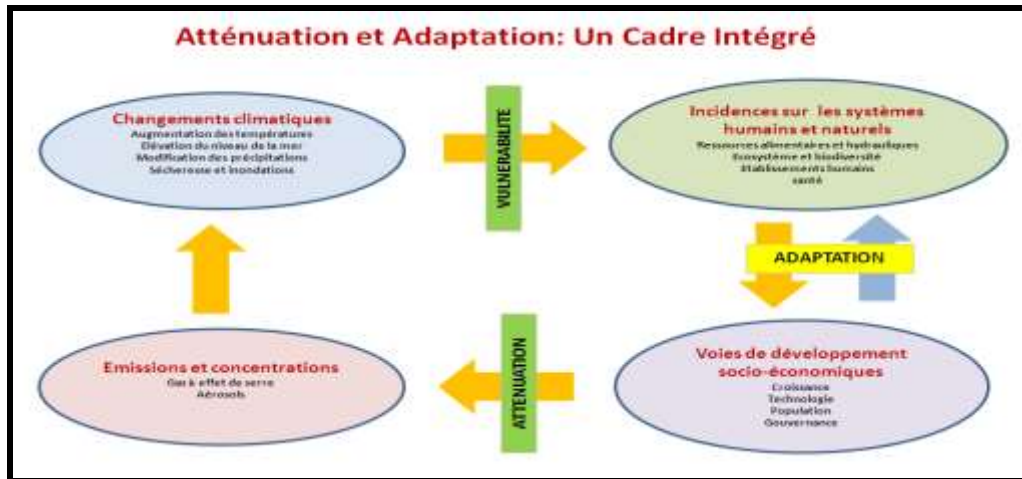 Atténuation et Adaptation: Un Cadre Intégré
Changements climatiques
Augmentation des températures
Elévation du niveau de la mer
Modification des précipitations
Sécheresse et inondations
VULNERABILITE
Incidences sur les systèmes
humains et naturels
Ressources alimentaires et hydrauliques
Ecosystème et biodiversité
Etablissements humains
santé
ADAPTATION
Emissions et concentrations
Gas à effet de serre
Aérosols
ATTENUATION
Voies de développement
socio-économiques
Croissance
Technologie
Population
Gouvernance